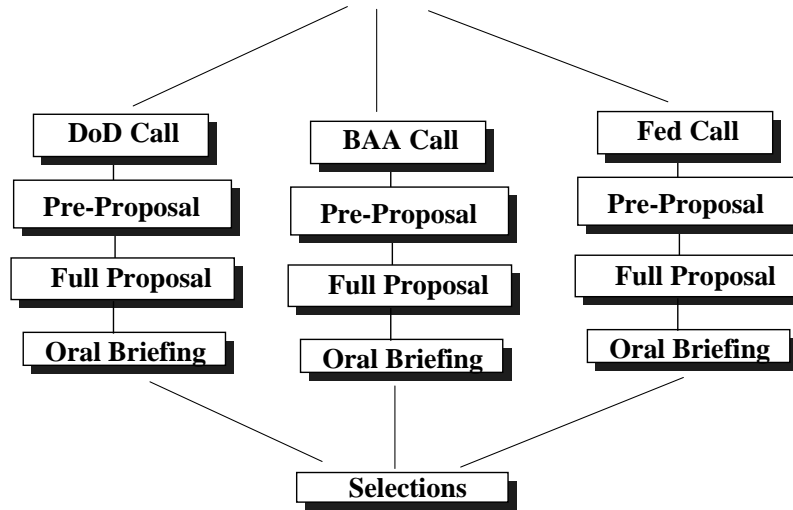 DoD Call
BAA Call
Fed Call
Pre-Proposal
Pre-Proposal
Pre-Proposal
Full Proposal
Full Proposal
Full Proposal
Oral Briefing
Oral Briefing
Oral Briefing
Selections